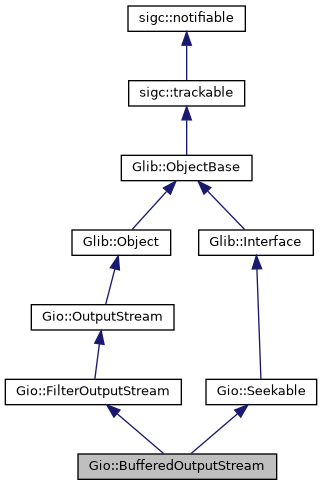 sigc::notifiable
sigc::trackable
Glib::ObjectBase
Glib::Object
Glib::Interface
Gio::OutputStream
Gio::FilterOutputStream
Gio::Seekable
Gio::BufferedOutputStream